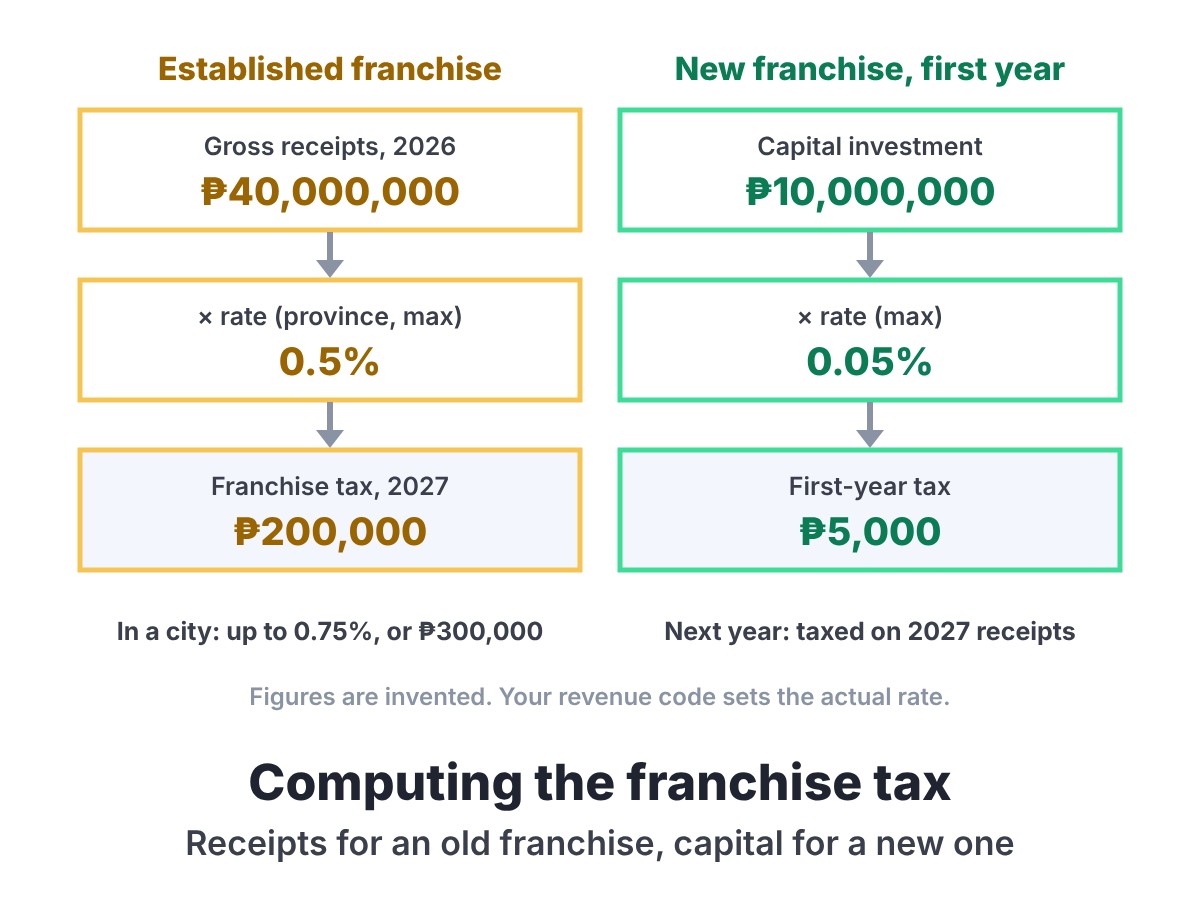 Established franchise
Gross receipts, 2026
₱40,000,000
× rate (province, max)
0.5%
Franchise tax, 2027
₱200,000
In a city: up to 0.75%, or ₱300,000
New franchise, first year
Capital investment
₱10,000,000
× rate (max)
0.05%
First-year tax
₱5,000
Next year: taxed on 2027 receipts
Figures are invented. Your revenue code sets the actual rate.
Computing the franchise tax
Receipts for an old franchise, capital for a new one